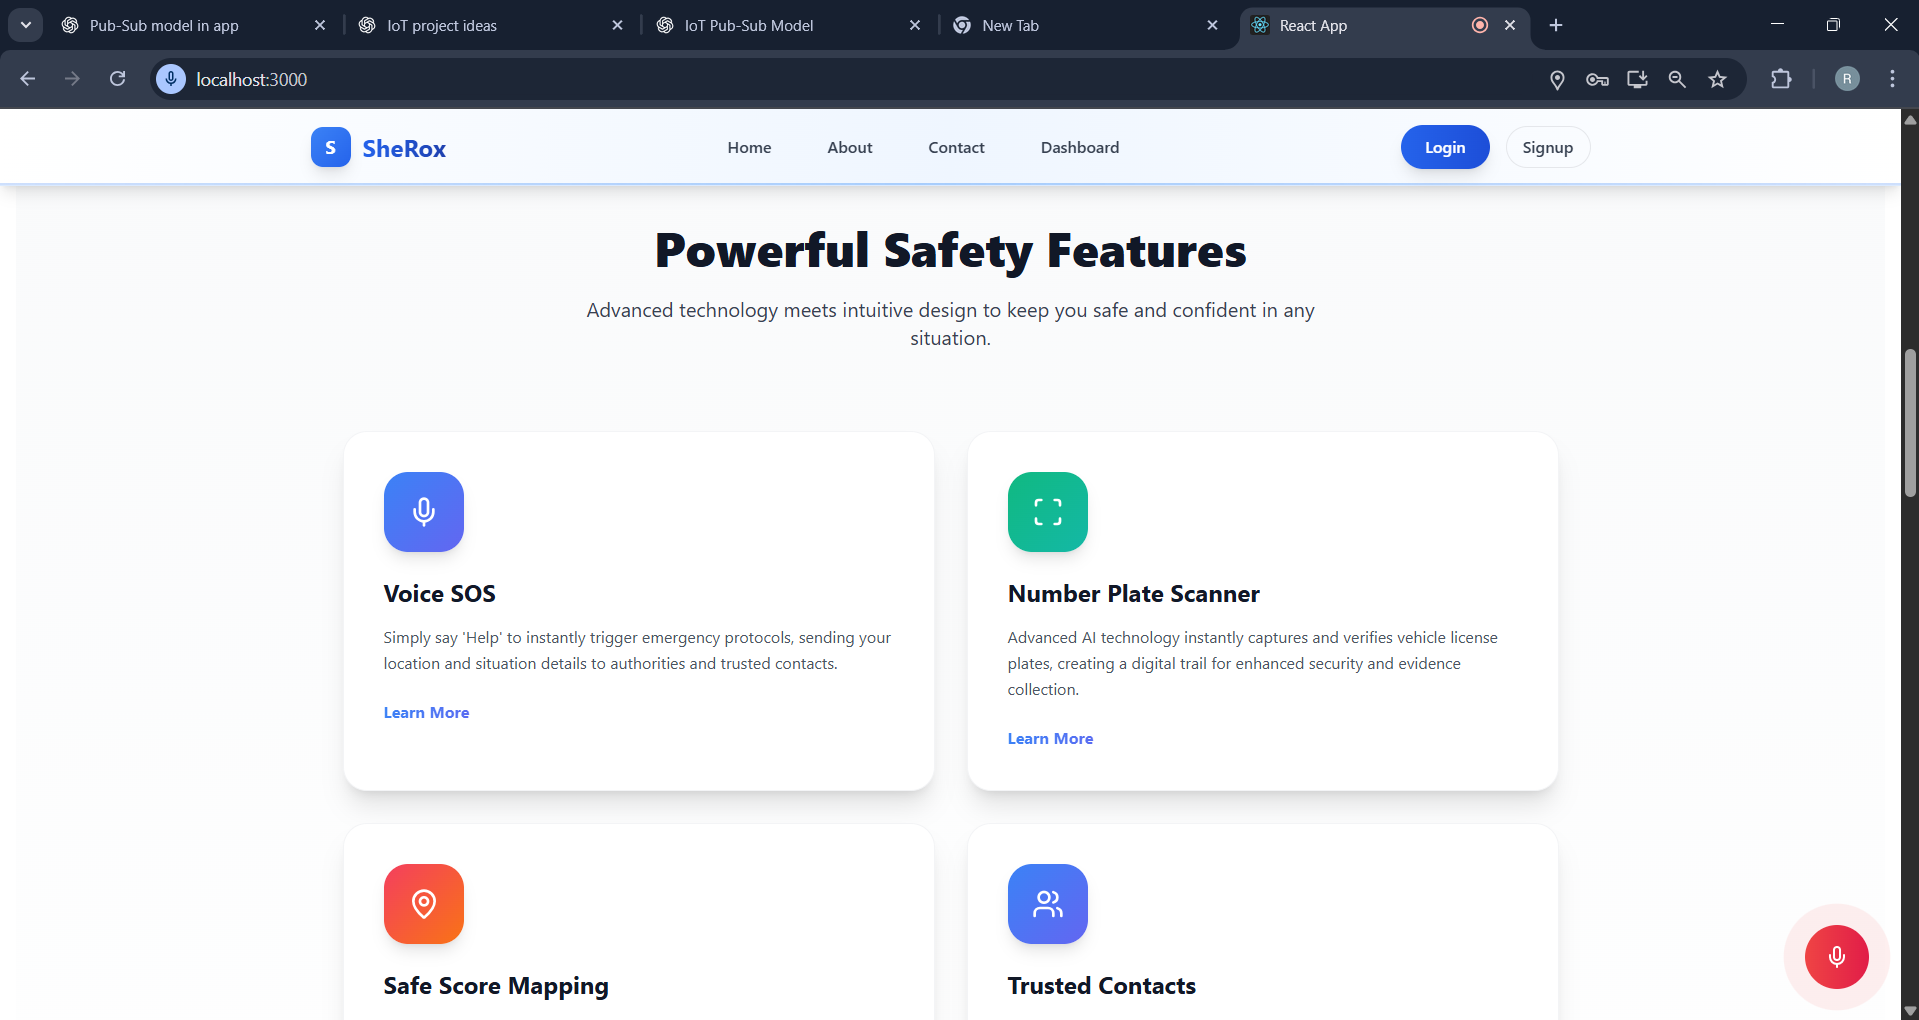 Pub-Sub model in app
IoT project ideas
IoT Pub-Sub Model
New Tab
React App
localhost:3000
R
S
SheRox
Home
About
Contact
Dashboard
Login
Signup
Powerful Safety Features
Advanced technology meets intuitive design to keep you safe and confident in any
situation.
Voice SOS
Simply say 'Help' to instantly trigger emergency protocols, sending your
location and situation details to authorities and trusted contacts.
Learn More
Number Plate Scanner
Advanced AI technology instantly captures and verifies vehicle license
plates, creating a digital trail for enhanced security and evidence
collection.
Learn More
Safe Score Mapping
Trusted Contacts